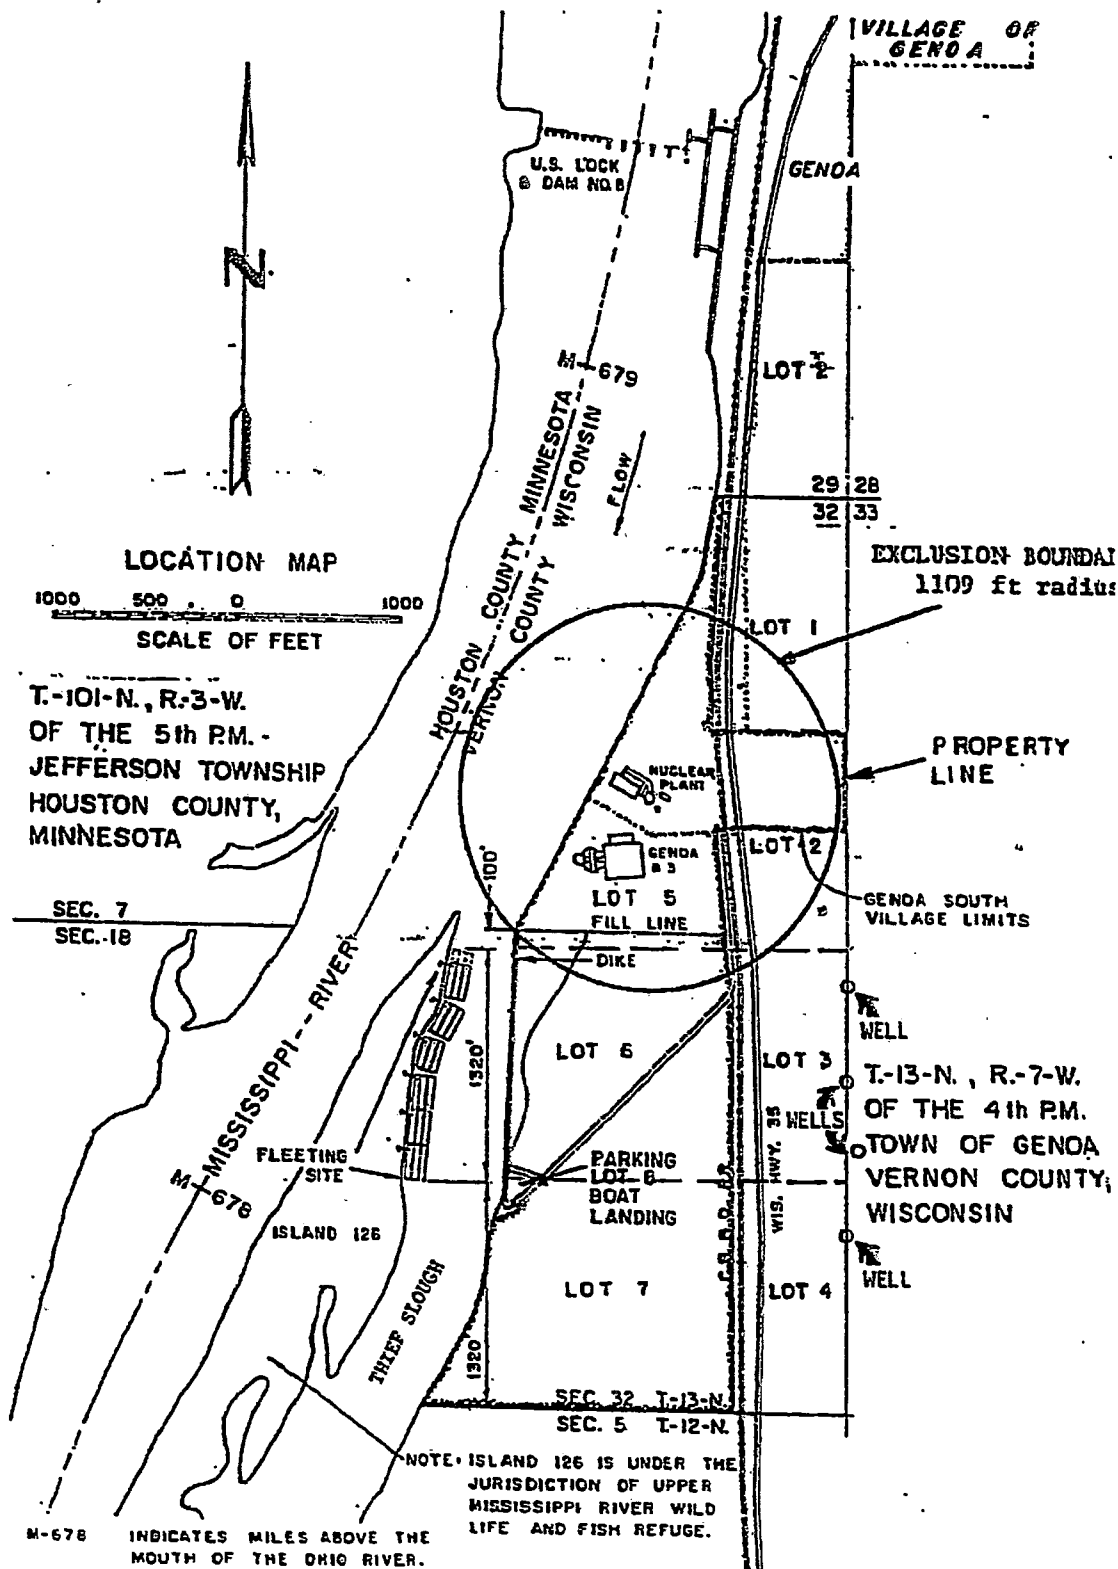 VILLAGE OF
GENOA
U.S. LOCK
& DAM NO. 8
GENOA
N
M 679
LOT 2
MINNESOTA
WISCONSIN
FLOW
29 28
32 33
LOCATION MAP
1000 500 0 1000
SCALE OF FEET
HOUSTON COUNTY
VERNON COUNTY
EXCLUSION BOUNDAI
1109 ft radius
LOT 1
T.-101-N., R.-3-W.
OF THE 5th P.M. -
JEFFERSON TOWNSHIP
HOUSTON COUNTY,
MINNESOTA
PROPERTY
LINE
NUCLEAR
PLANT
LOT 2
GENOA
# 3
100'
LOT 5
FILL LINE
GENOA SOUTH
VILLAGE LIMITS
SEC. 7
SEC. 18
DIKE
MISSISSIPPI RIVER
WELL
LOT 6
1320'
LOT 3
T.-13-N., R.-7-W.
OF THE 4th P.M.
TOWN OF GENOA
VERNON COUNTY,
WISCONSIN
WELLS
FLEETING
SITE
PARKING
LOT &
BOAT
LANDING
WIS. HWY. 35
M 678
ISLAND 126
WELL
LOT 7
LOT 4
THIEF SLOUGH
1320'
SEC. 32 T.-13-N.
SEC. 5 T.-12-N.
NOTE: ISLAND 126 IS UNDER THE
JURISDICTION OF UPPER
MISSISSIPPI RIVER WILD
LIFE AND FISH REFUGE.
M-678 INDICATES MILES ABOVE THE
MOUTH OF THE OHIO RIVER.